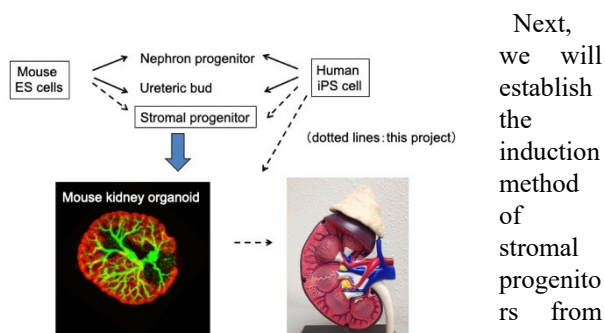 Mouse
ES cells
Nephron progenitor
Ureteric bud
Stromal progenitor
Human
iPS cell
(dotted lines:this project)
Mouse kidney organoid
Next,
we will
establish
the
induction
method
of
stromal
progenito
rs from